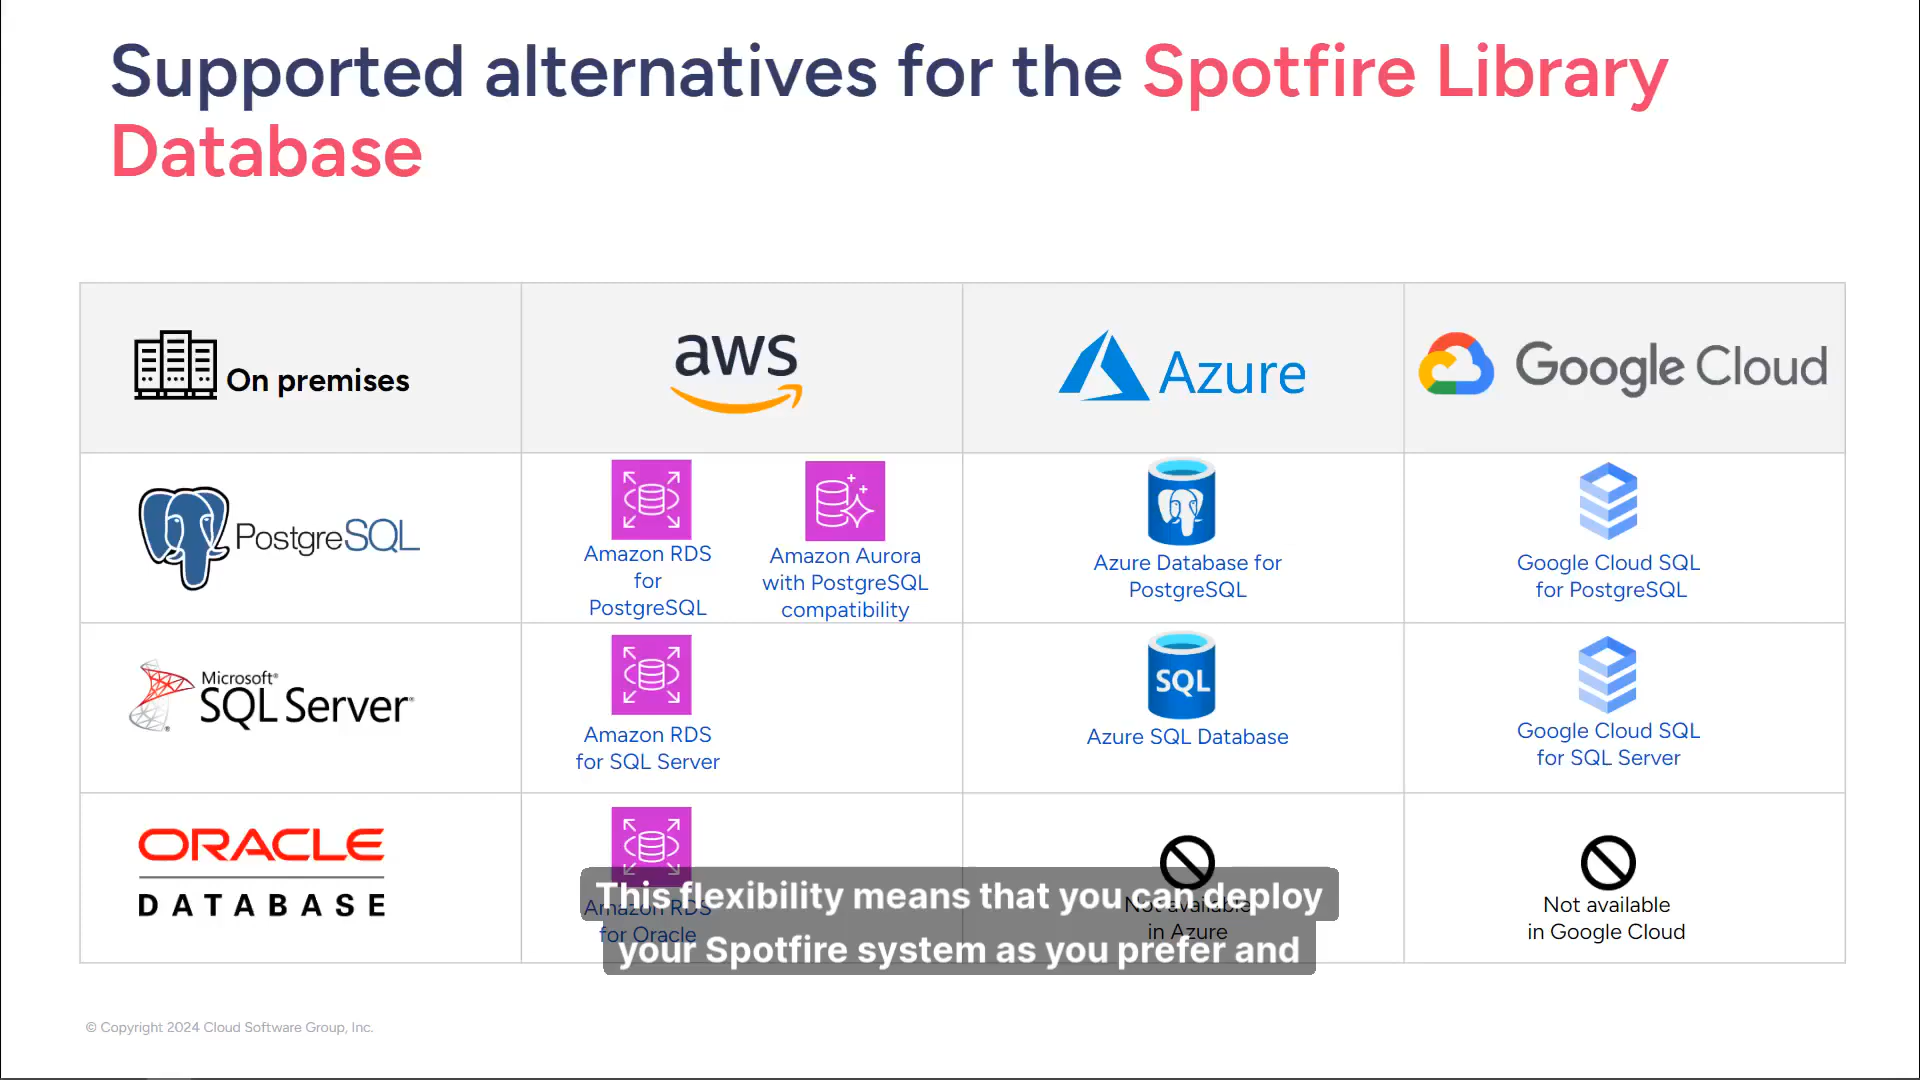 Supported alternatives for the Spotfire Library
Database
On premises
aws
Azure
Google Cloud
PostgreSQL
Amazon RDS
for
PostgreSQL
Amazon Aurora
with PostgreSQL
compatibility
Azure Database for
PostgreSQL
Google Cloud SQL
for PostgreSQL
Microsoft®
SQL Server®
Amazon RDS
for SQL Server
SQL
Azure SQL Database
Google Cloud SQL
for SQL Server
ORACLE
DATABASE
Amazon RDS
for Oracle
Not available
in Azure
Not available
in Google Cloud
This flexibility means that you can deploy
your Spotfire system as you prefer and
© Copyright 2024 Cloud Software Group, Inc.